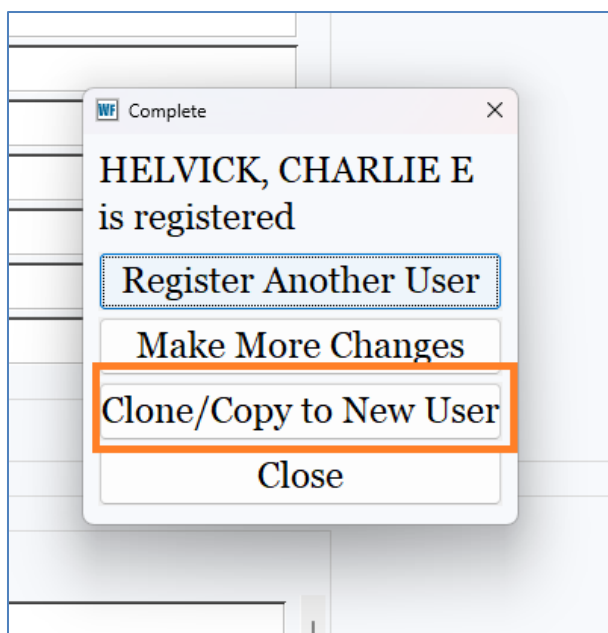 WF Complete
HELVICK, CHARLIE E
is registered
Register Another User
Make More Changes
Clone/Copy to New User
Close